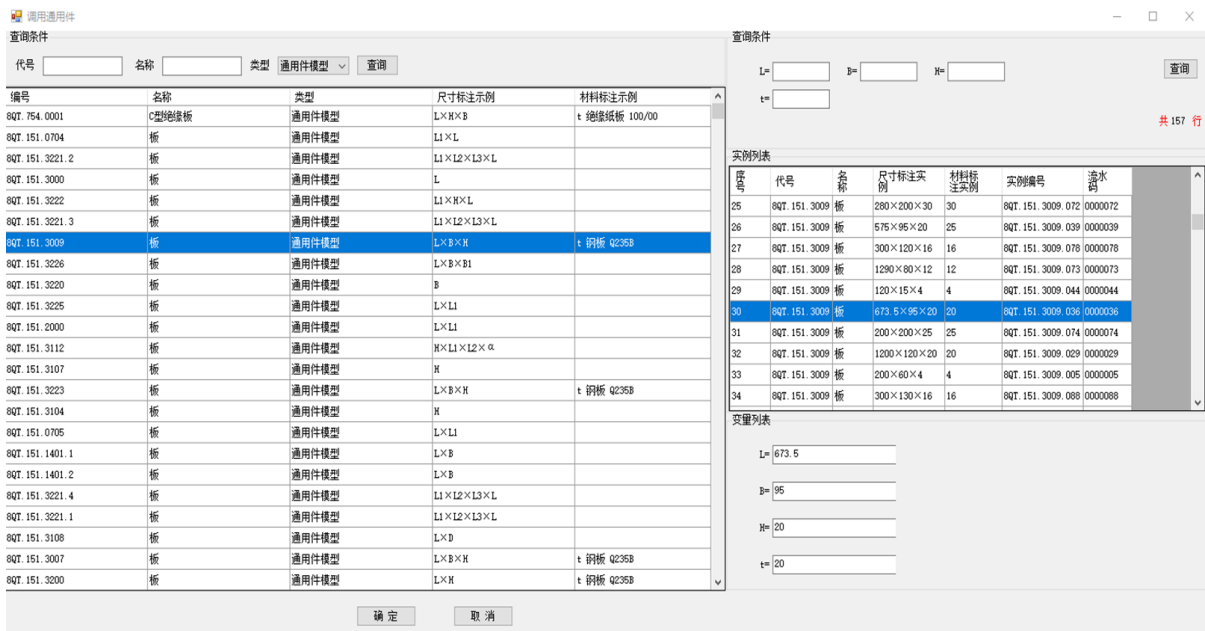 调用通用件
查询条件
代号 名称 类型 通用件模型 查询
编号 名称 类型 尺寸标注示例 材料标注示例
8QT.754.0001 C型绝缘板 通用件模型 L×H×B t 绝缘纸板 100/00
8QT.151.0704 板 通用件模型 L1×L
8QT.151.3221.2 板 通用件模型 L1×L2×L3×L
8QT.151.3000 板 通用件模型 L
8QT.151.3222 板 通用件模型 L1×H×L
8QT.151.3221.3 板 通用件模型 L1×L2×L3×L
8QT.151.3009 板 通用件模型 L×B×H t 钢板 Q235B
8QT.151.3226 板 通用件模型 L×B×B1
8QT.151.3220 板 通用件模型 B
8QT.151.3225 板 通用件模型 L×L1
8QT.151.2000 板 通用件模型 L×L1
8QT.151.3112 板 通用件模型 H×L1×L2×α
8QT.151.3107 板 通用件模型 H
8QT.151.3223 板 通用件模型 L×B×H t 钢板 Q235B
8QT.151.3104 板 通用件模型 H
8QT.151.0705 板 通用件模型 L×L1
8QT.151.1401.1 板 通用件模型 L×B
8QT.151.1401.2 板 通用件模型 L×B
8QT.151.3221.4 板 通用件模型 L1×L2×L3×L
8QT.151.3221.1 板 通用件模型 L1×L2×L3×L
8QT.151.3108 板 通用件模型 L×D
8QT.151.3007 板 通用件模型 L×B×H t 钢板 Q235B
8QT.151.3200 板 通用件模型 L×H t 钢板 Q235B
确 定 取 消
查询条件
L= B= H= 查询
t=
共 157 行
实例列表
序号 代号 名称 尺寸标注实例 材料标注实例 实例编号 流水码
25 8QT.151.3009 板 280×200×30 30 8QT.151.3009.072 0000072
26 8QT.151.3009 板 575×95×20 25 8QT.151.3009.039 0000039
27 8QT.151.3009 板 300×120×16 16 8QT.151.3009.078 0000078
28 8QT.151.3009 板 1290×80×12 12 8QT.151.3009.073 0000073
29 8QT.151.3009 板 120×15×4 4 8QT.151.3009.044 0000044
30 8QT.151.3009 板 673.5×95×20 20 8QT.151.3009.036 0000036
31 8QT.151.3009 板 200×200×25 25 8QT.151.3009.074 0000074
32 8QT.151.3009 板 1200×120×20 20 8QT.151.3009.029 0000029
33 8QT.151.3009 板 200×60×4 4 8QT.151.3009.005 0000005
34 8QT.151.3009 板 300×130×16 16 8QT.151.3009.088 0000088
变量列表
L= 673.5
B= 95
H= 20
t= 20